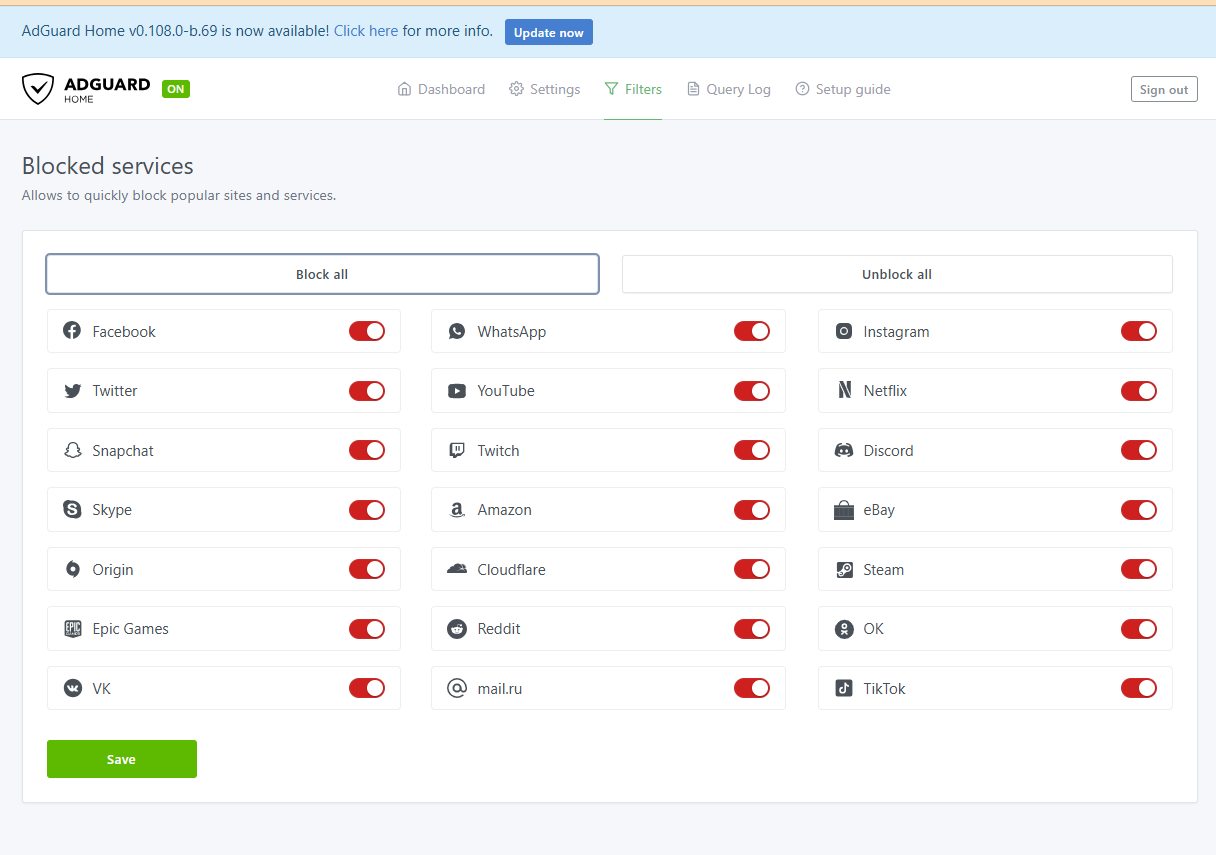 AdGuard Home v0.108.0-b.69 is now available! Click here for more info. Update now
ADGUARD HOME ON Dashboard Settings Filters Query Log Setup guide Sign out
Blocked services
Allows to quickly block popular sites and services.
Block all Unblock all
Facebook WhatsApp Instagram
Twitter YouTube Netflix
Snapchat Twitch Discord
Skype Amazon eBay
Origin Cloudflare Steam
Epic Games Reddit OK
VK mail.ru TikTok
Save